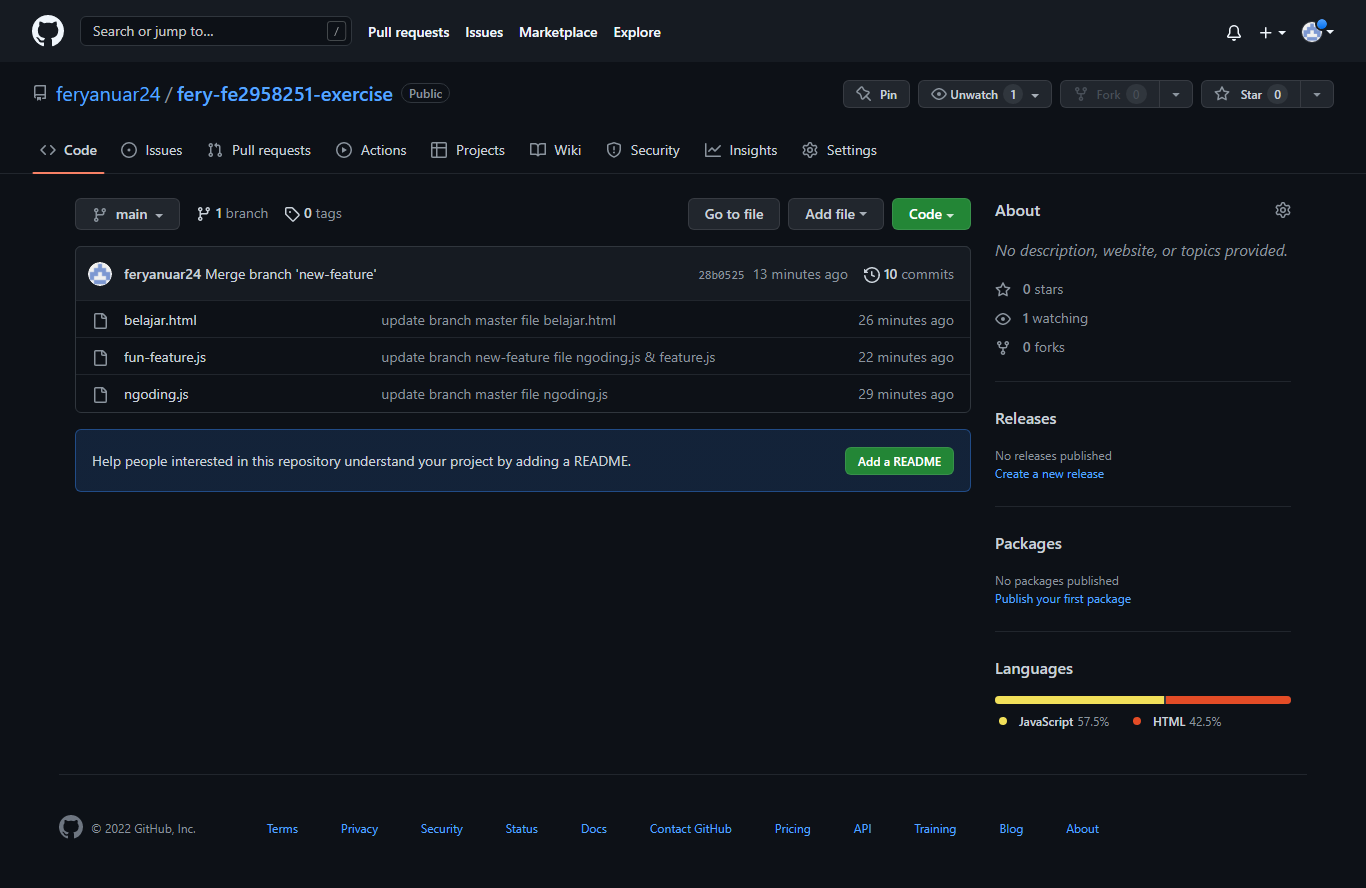 Search or jump to... /
Pull requests Issues Marketplace Explore
feryanuar24 / fery-fe2958251-exercise Public
Pin Unwatch 1 Fork 0 Star 0
Code Issues Pull requests Actions Projects Wiki Security Insights Settings
main 1 branch 0 tags Go to file Add file Code
feryanuar24 Merge branch 'new-feature' 28b0525 13 minutes ago 10 commits
belajar.html update branch master file belajar.html 26 minutes ago
fun-feature.js update branch new-feature file ngoding.js & feature.js 22 minutes ago
ngoding.js update branch master file ngoding.js 29 minutes ago
Help people interested in this repository understand your project by adding a README. Add a README
About
No description, website, or topics provided.
0 stars
1 watching
0 forks
Releases
No releases published
Create a new release
Packages
No packages published
Publish your first package
Languages
JavaScript 57.5% HTML 42.5%
© 2022 GitHub, Inc. Terms Privacy Security Status Docs Contact GitHub Pricing API Training Blog About